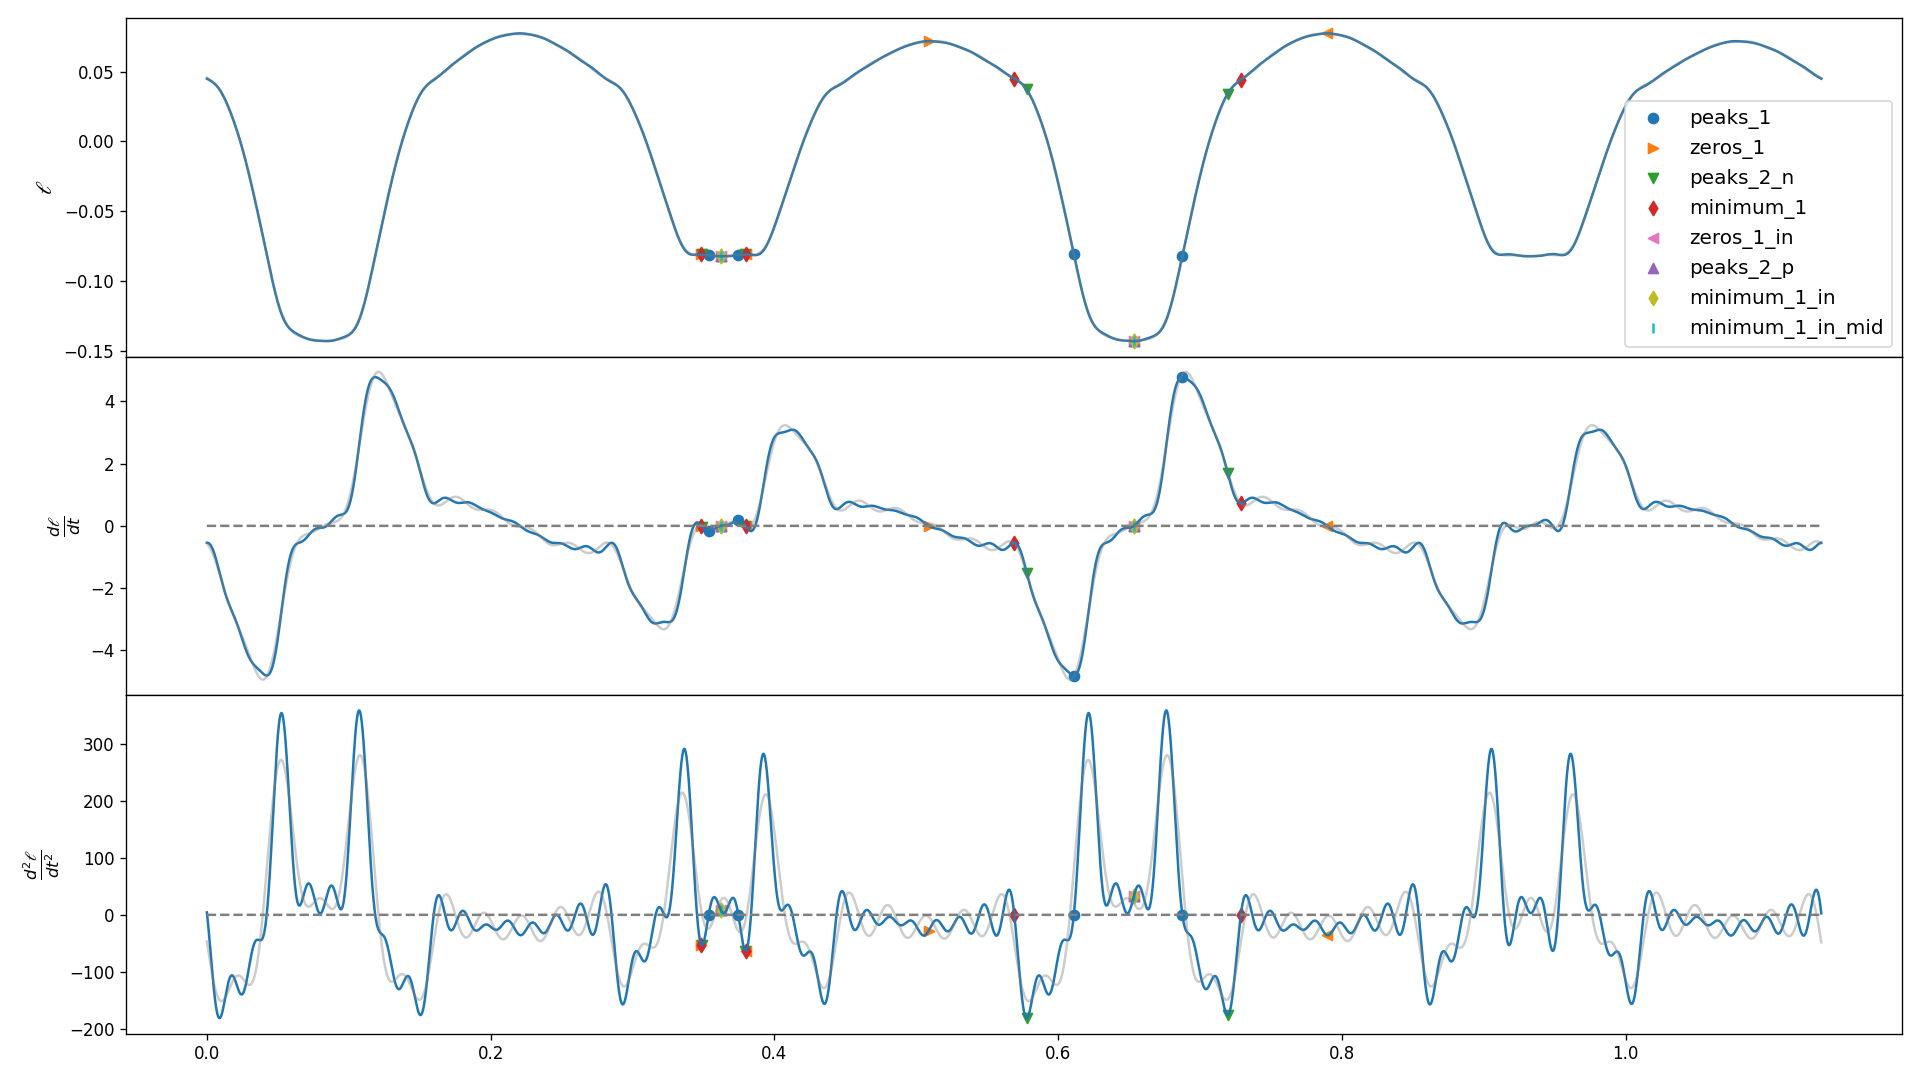 0.05
0.00
−0.05
−0.10
−0.15
ℓ
peaks_1
zeros_1
peaks_2_n
minimum_1
zeros_1_in
peaks_2_p
minimum_1_in
minimum_1_in_mid
4
2
0
−2
−4
dℓ
dt
300
200
100
0
−100
−200
d²ℓ
dt²
0.0 0.2 0.4 0.6 0.8 1.0